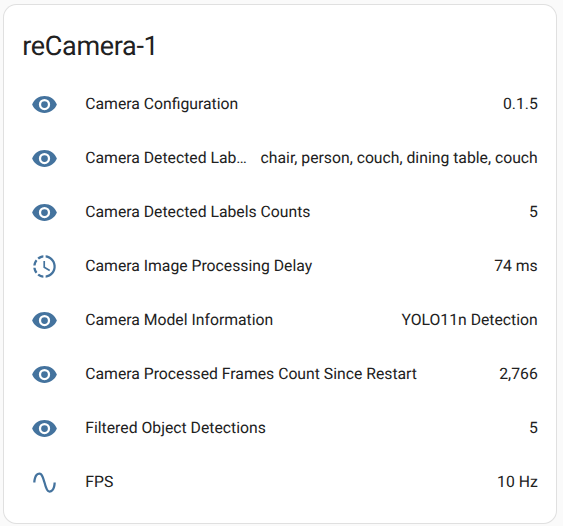 reCamera-1
Camera Configuration 0.1.5
Camera Detected Lab... chair, person, couch, dining table, couch
Camera Detected Labels Counts 5
Camera Image Processing Delay 74 ms
Camera Model Information YOLO11n Detection
Camera Processed Frames Count Since Restart 2,766
Filtered Object Detections 5
FPS 10 Hz